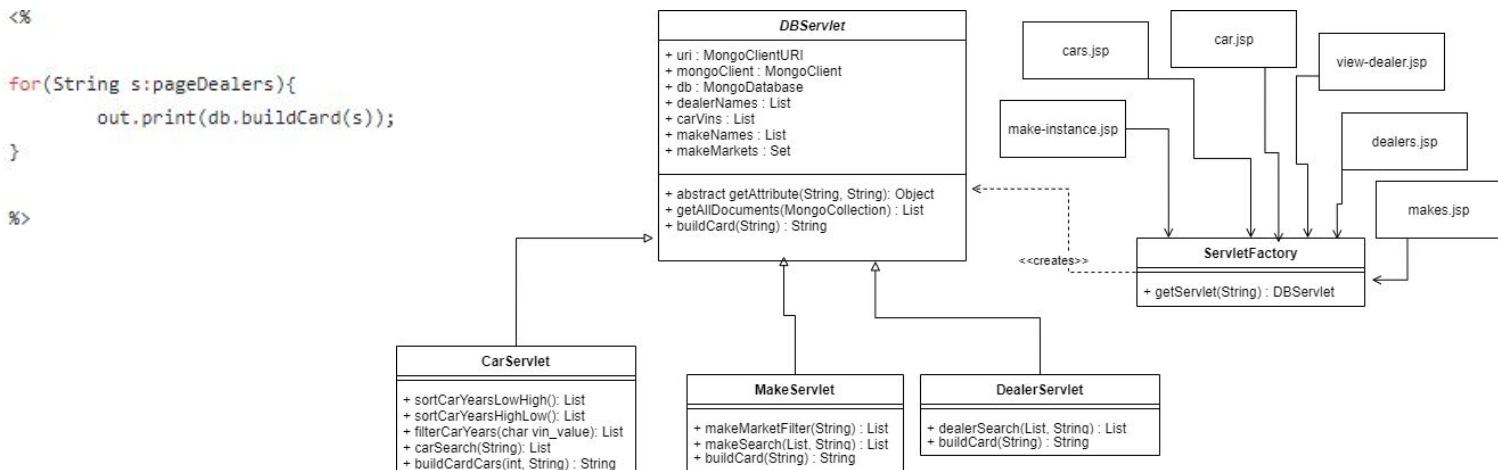 <%
for(String s:pageDealers){
out.print(db.buildCard(s));
}
%>
DBServlet
+ uri : MongoClientURI
+ mongoClient : MongoClient
+ db : MongoDatabase
+ dealerNames : List
+ carVins : List
+ makeNames : List
+ makeMarkets : Set
+ abstract getAttribute(String, String): Object
+ getAllDocuments(MongoCollection) : List
+ buildCard(String) : String
cars.jsp
car.jsp
view-dealer.jsp
make-instance.jsp
dealers.jsp
makes.jsp
<<creates>>
ServletFactory
+ getServlet(String) : DBServlet
CarServlet
+ sortCarYearsLowHigh(): List
+ sortCarYearsHighLow(): List
+ filterCarYears(char vin_value): List
+ carSearch(String): List
+ buildCardCars(int, String) : String
MakeServlet
+ makeMarketFilter(String) : List
+ makeSearch(List, String) : List
+ buildCard(String) : String
DealerServlet
+ dealerSearch(List, String) : List
+ buildCard(String) : String